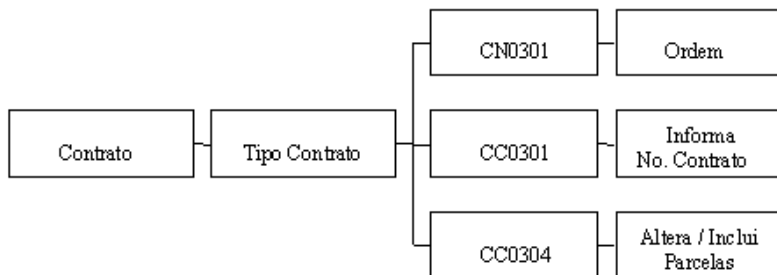 CN0301
Ordem
Contrato
Tipo Contrato
CC0301
Informa
No. Contrato
CC0304
Altera / Inclui
Parcelas